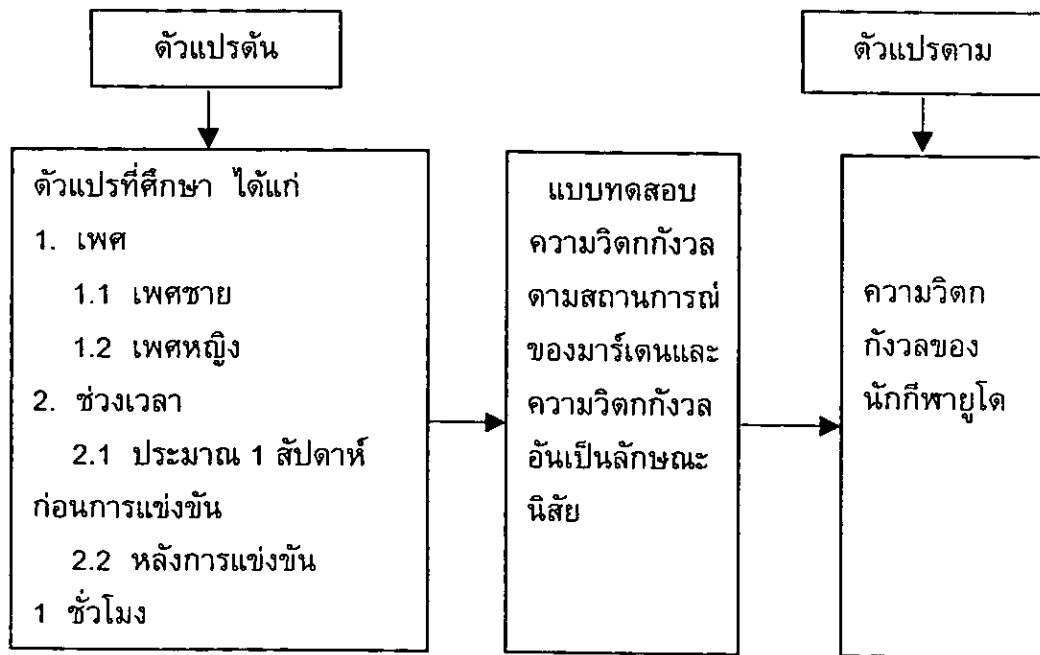 ตัวแปรต้น
ตัวแปรตาม
ตัวแปรที่ศึกษา ได้แก่
1. เพศ
1.1 เพศชาย
1.2 เพศหญิง
2. ช่วงเวลา
2.1 ประมาณ 1 สัปดาห์
ก่อนการแข่งขัน
2.2 หลังการแข่งขัน
1 ชั่วโมง
แบบทดสอบ
ความวิตกกังวล
ตามสถานการณ์
ของมาร์เตนและ
ความวิตกกังวล
อันเป็นลักษณะ
นิสัย
ความวิตก
กังวลของ
นักกีฬายูโด